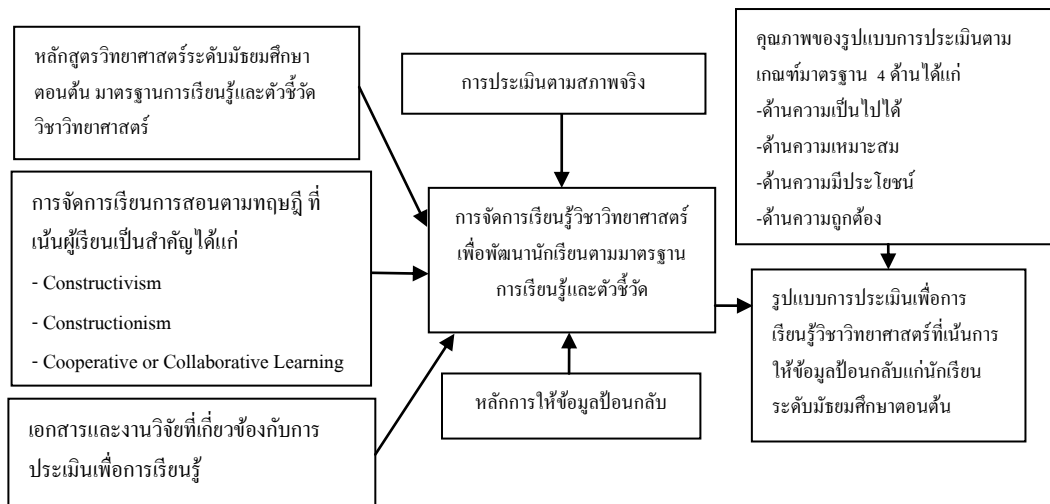 หลักสูตรวิทยาศาสตร์ระดับมัธยมศึกษา
ตอนต้น มาตรฐานการเรียนรู้และตัวชี้วัด
วิชาวิทยาศาสตร์
การจัดการเรียนการสอนตามทฤษฎี ที่
เน้นผู้เรียนเป็นสำคัญได้แก่
- Constructivism
- Constructionism
- Cooperative or Collaborative Learning
เอกสารและงานวิจัยที่เกี่ยวข้องกับการ
ประเมินเพื่อการเรียนรู้
การประเมินตามสภาพจริง
การจัดการเรียนรู้วิชาวิทยาศาสตร์
เพื่อพัฒนานักเรียนตามมาตรฐาน
การเรียนรู้และตัวชี้วัด
หลักการให้ข้อมูลป้อนกลับ
คุณภาพของรูปแบบการประเมินตาม
เกณฑ์มาตรฐาน 4 ด้านได้แก่
-ด้านความเป็นไปได้
-ด้านความเหมาะสม
-ด้านความมีประโยชน์
-ด้านความถูกต้อง
รูปแบบการประเมินเพื่อการ
เรียนรู้วิชาวิทยาศาสตร์ที่เน้นการ
ให้ข้อมูลป้อนกลับแก่นักเรียน
ระดับมัธยมศึกษาตอนต้น